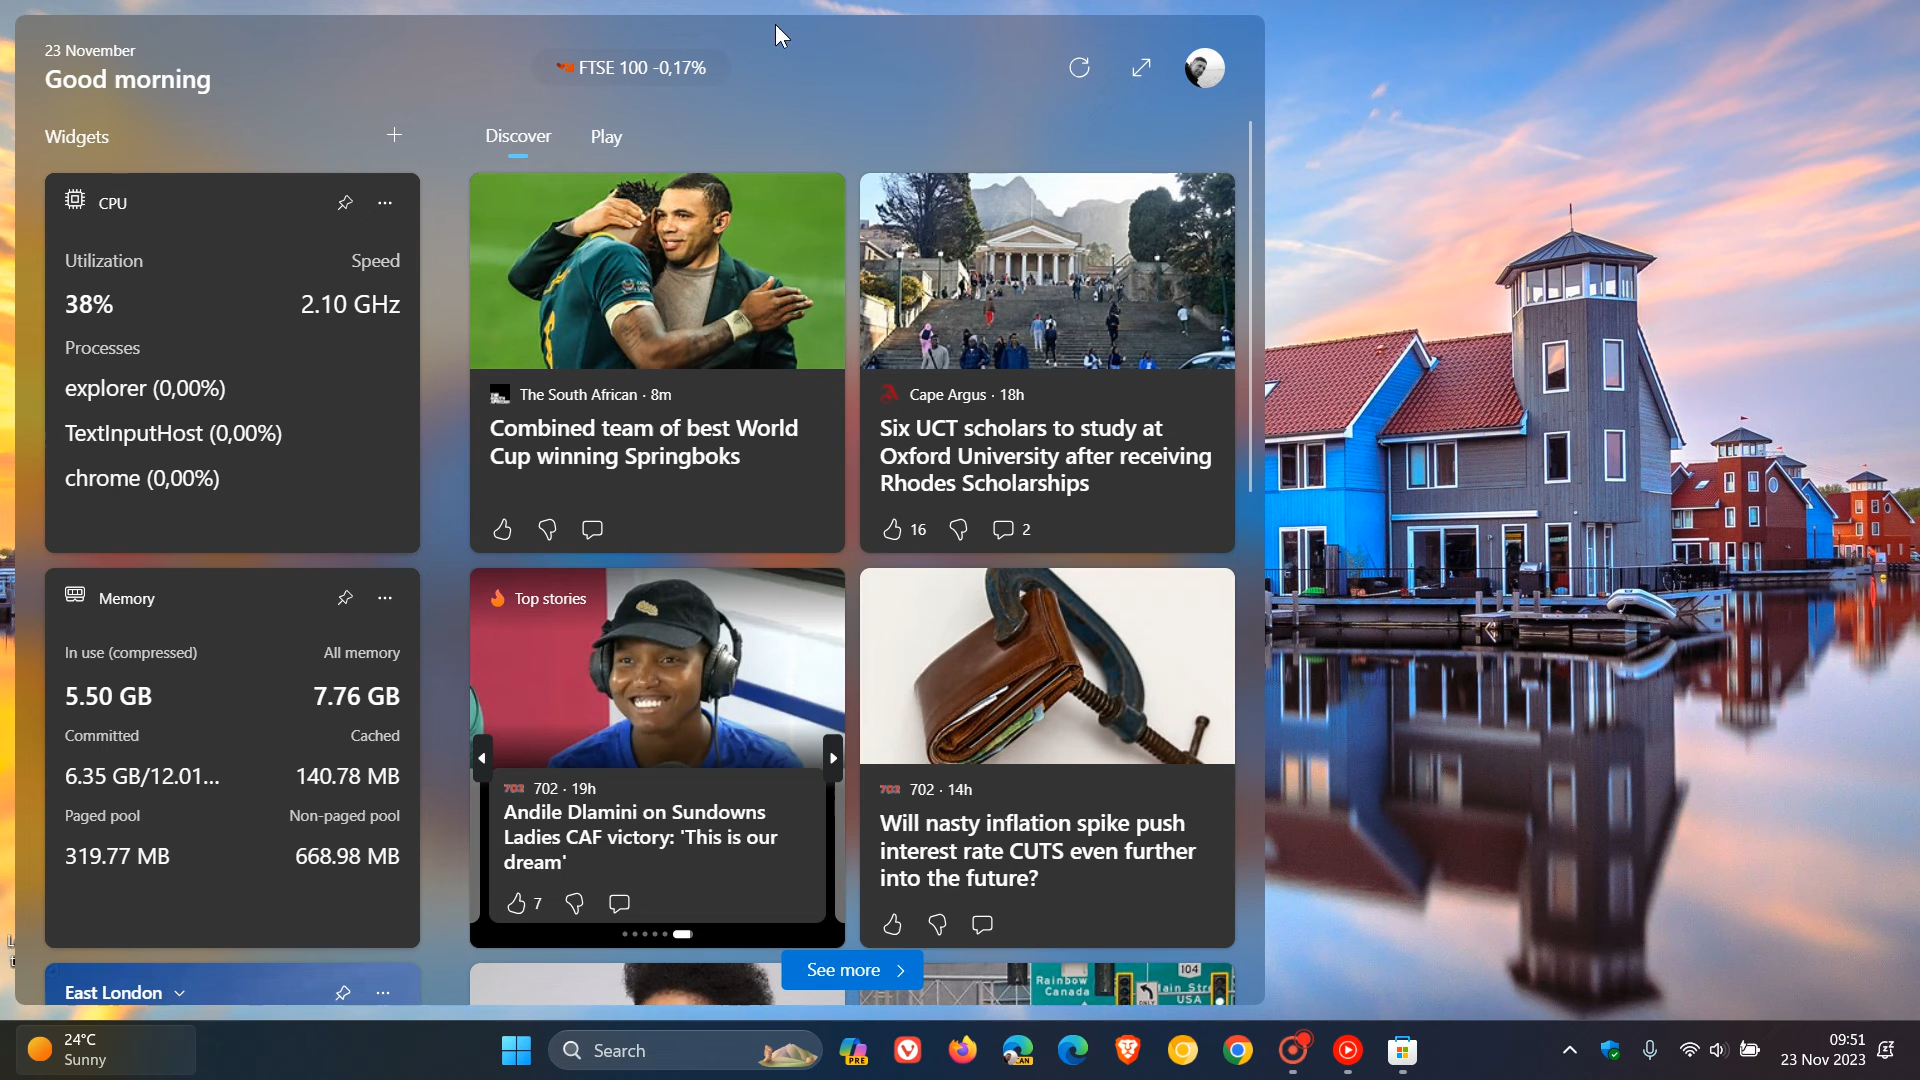 23 November
Good morning
FTSE 100 -0,17%
Widgets
Discover
Play
CPU
Utilization
Speed
38%
2.10 GHz
Processes
explorer (0,00%)
TextInputHost (0,00%)
chrome (0,00%)
The South African · 8m
Combined team of best World
Cup winning Springboks
Cape Argus · 18h
Six UCT scholars to study at
Oxford University after receiving
Rhodes Scholarships
16
2
Memory
In use (compressed)
All memory
5.50 GB
7.76 GB
Committed
Cached
6.35 GB/12.01...
140.78 MB
Paged pool
Non-paged pool
319.77 MB
668.98 MB
Top stories
702 702 · 19h
Andile Dlamini on Sundowns
Ladies CAF victory: 'This is our
dream'
7
702 702 · 14h
Will nasty inflation spike push
interest rate CUTS even further
into the future?
East London
See more
Rainbow
Canada
ONLY
104
USA
24°C
Sunny
Search
PRE
CAN
09:51
23 Nov 2023